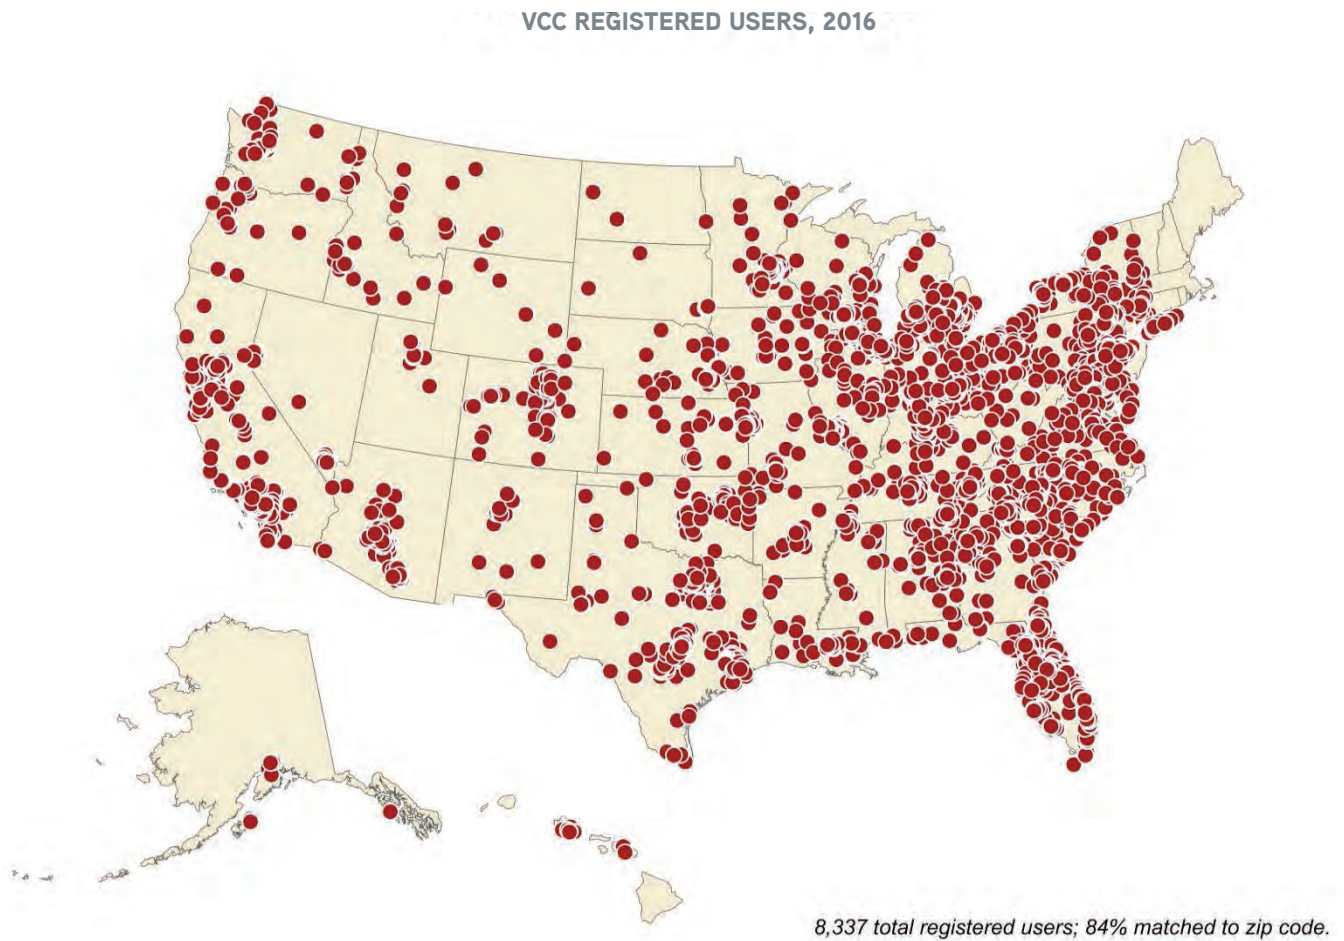 VCC REGISTERED USERS, 2016
8,337 total registered users; 84% matched to zip code.